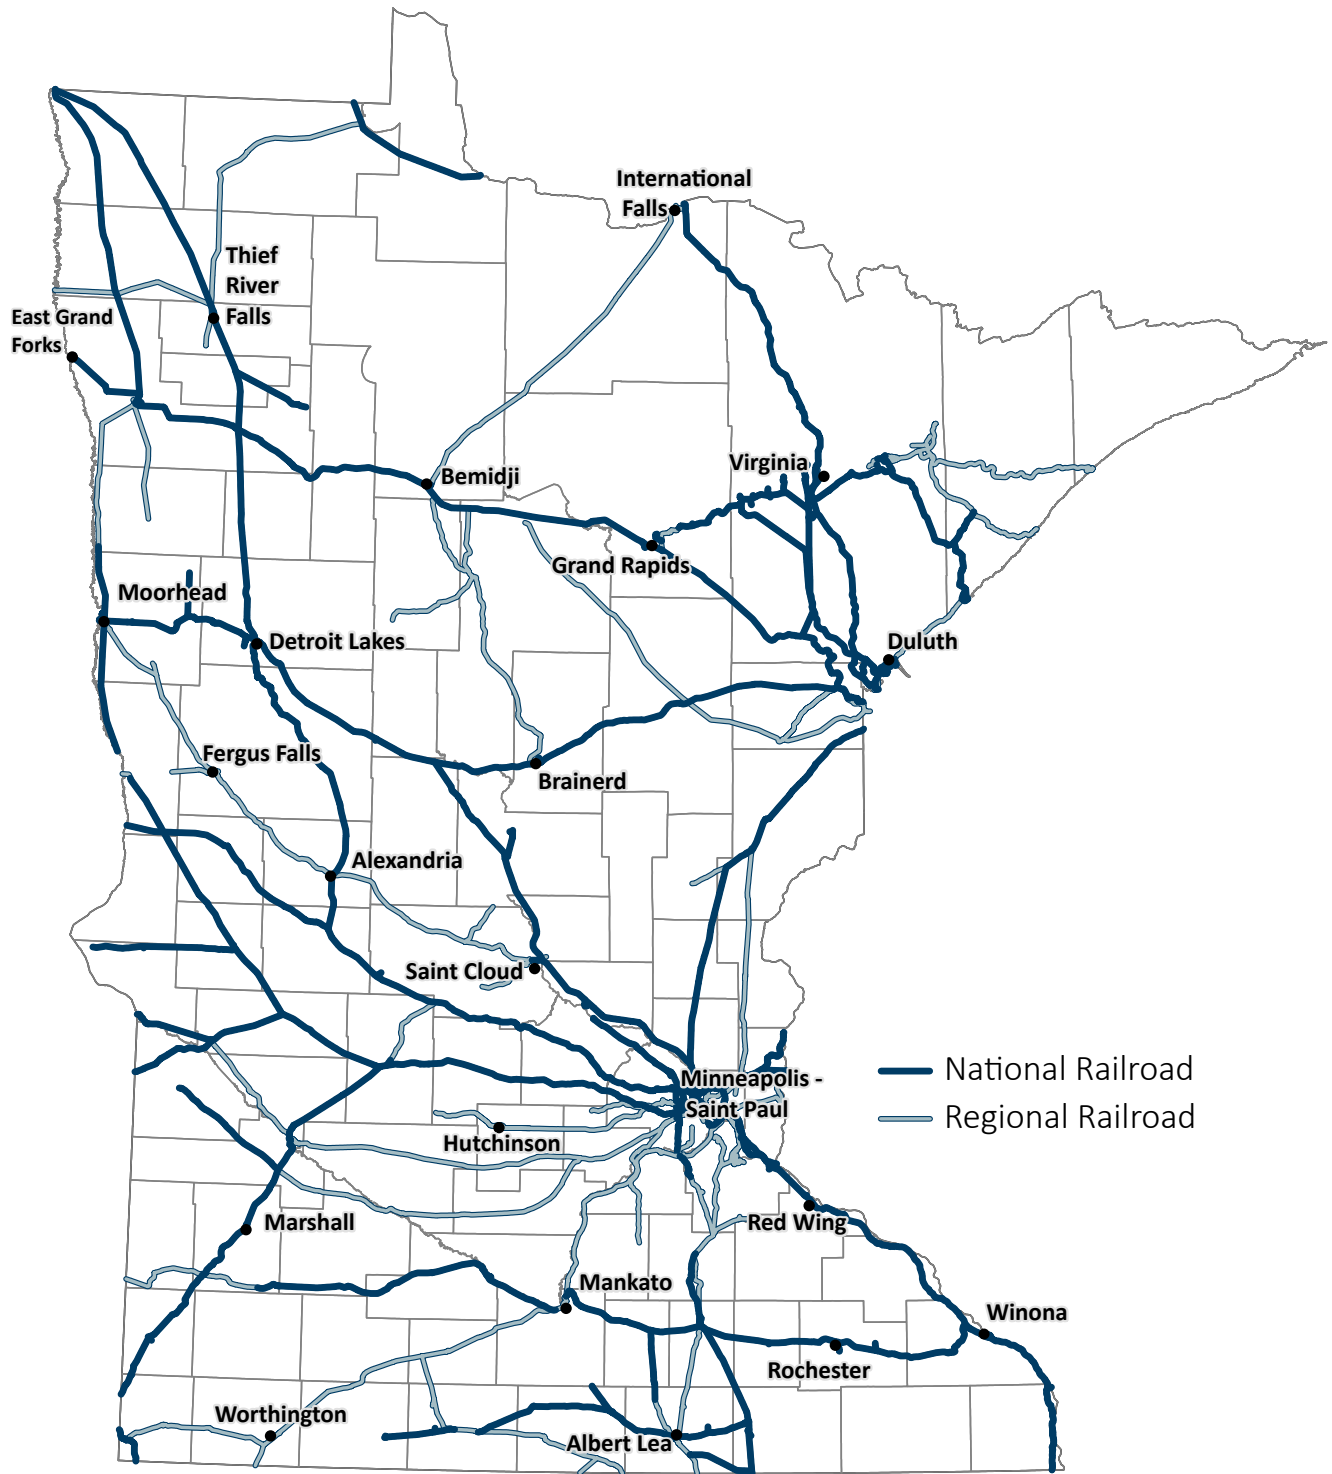 International
Falls
Thief
River
Falls
East Grand
Forks
Bemidji
Virginia
Grand Rapids
Moorhead
Detroit Lakes
Duluth
Fergus Falls
Brainerd
Alexandria
Saint Cloud
National Railroad
Minneapolis -
Saint Paul
Regional Railroad
Hutchinson
Marshall
Red Wing
Mankato
Winona
Rochester
Worthington
Albert Lea